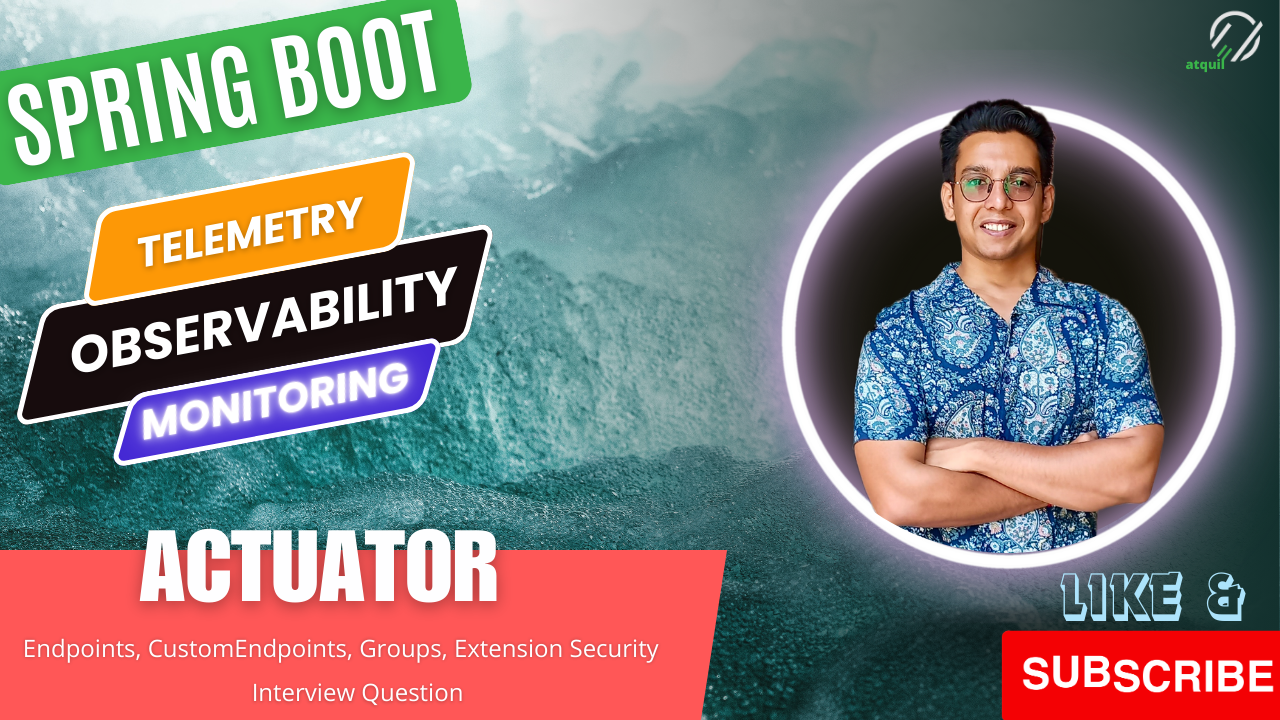 SPRING BOOT
atquil
TELEMETRY
OBSERVABILITY
MONITORING
ACTUATOR
Endpoints, CustomEndpoints, Groups, Extension Security
Interview Question
LIKE &
SUBSCRIBE